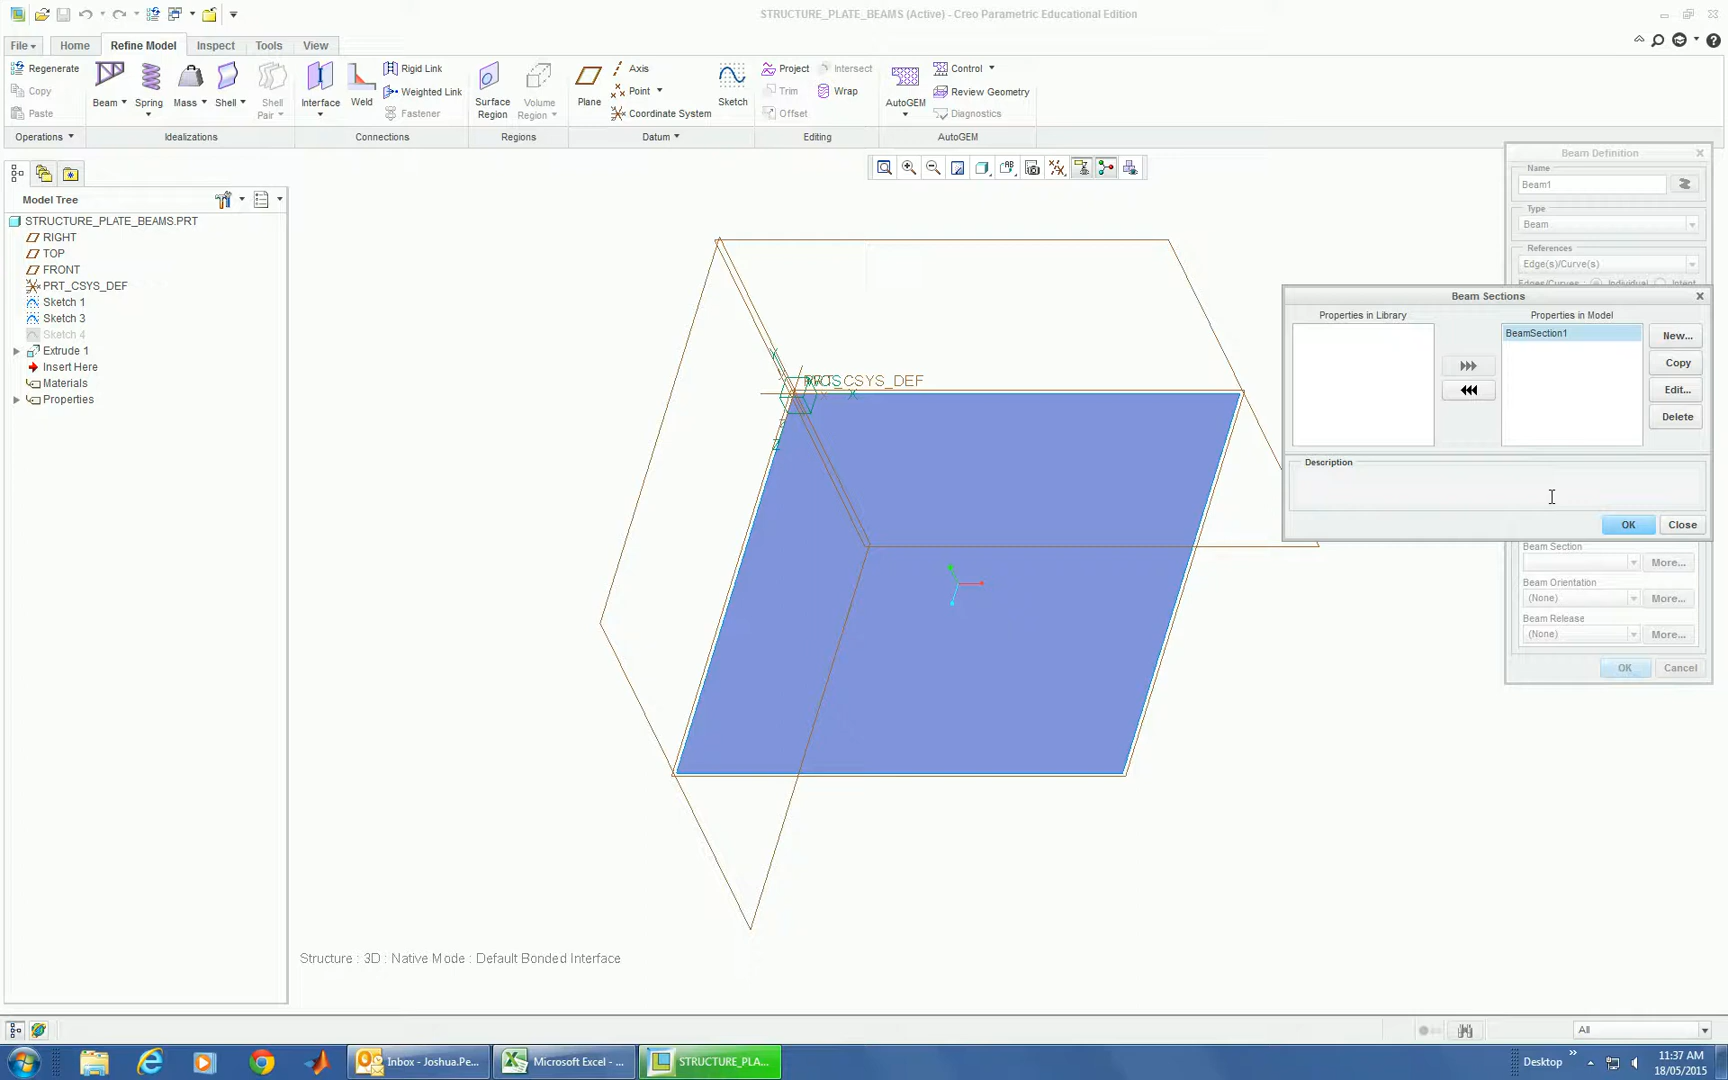 STRUCTURE_PLATE_BEAMS (Active) - Creo Parametric Educational Edition
File Home Refine Model Inspect Tools View
Regenerate
Copy
Paste
Beam Spring Mass Shell Shell Pair
Interface Weld Rigid Link
Weighted Link
Fastener
Surface Region Volume Region
Plane Axis
Point
Coordinate System
Sketch
Project Intersect
Trim Wrap
Offset
AutoGEM Control
Review Geometry
Diagnostics
Operations Idealizations Connections Regions Datum Editing AutoGEM
Model Tree
STRUCTURE_PLATE_BEAMS.PRT
RIGHT
TOP
FRONT
PRT_CSYS_DEF
Sketch 1
Sketch 3
Sketch 4
Extrude 1
Insert Here
Materials
Properties
CSYS_DEF
X
Y
Z
Structure : 3D : Native Mode : Default Bonded Interface
Beam Definition
Name
Beam1
Type
Beam
References
Edge(s)/Curve(s)
Edges/Curves: Individual Intent
Beam Sections
Properties in Library Properties in Model
BeamSection1
New...
Copy
Edit...
Delete
Description
OK Close
Beam Section
More...
Beam Orientation
(None) More...
Beam Release
(None) More...
OK Cancel
All
Inbox - Joshua.Pe... Microsoft Excel - ... STRUCTURE_PLA...
Desktop
11:37 AM
18/05/2015